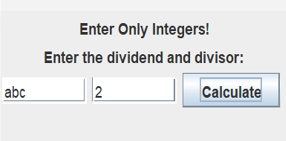 Enter Only Integers!
Enter the dividend and divisor:
abc 2 Calculate